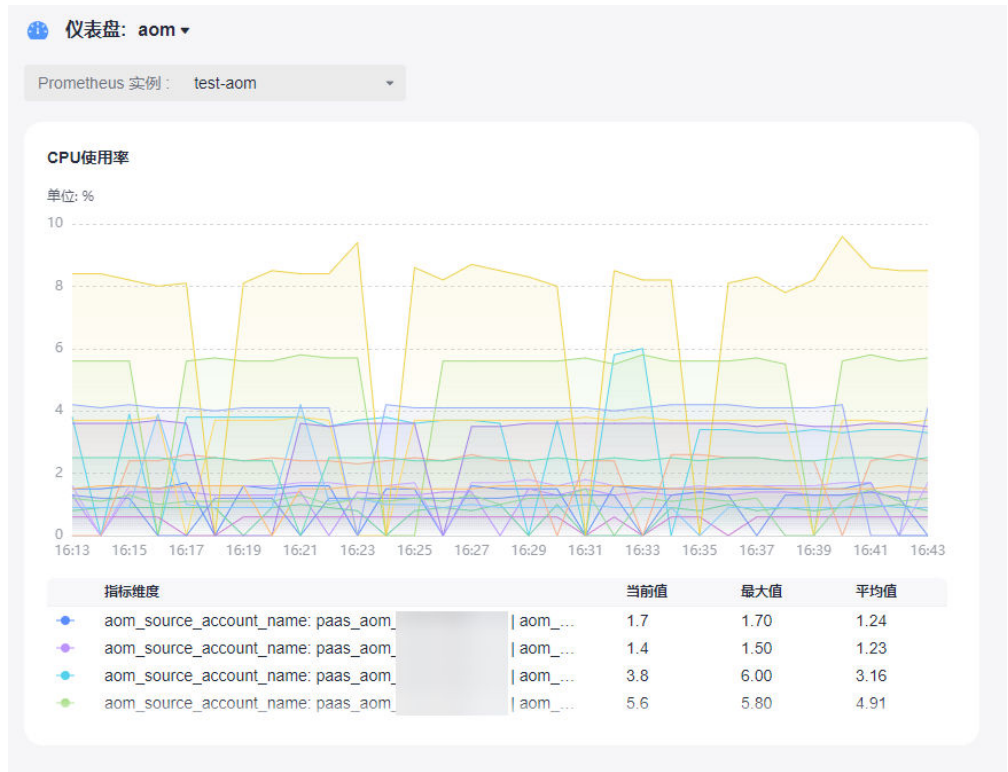 仪表盘: aom
Prometheus 实例 : test-aom
CPU使用率
单位: %
10
8
6
4
2
0
16:13 16:15 16:17 16:19 16:21 16:23 16:25 16:27 16:29 16:31 16:33 16:35 16:37 16:39 16:41 16:43
指标维度 当前值 最大值 平均值
aom_source_account_name: paas_aom_ | aom_... 1.7 1.70 1.24
aom_source_account_name: paas_aom_ | aom_... 1.4 1.50 1.23
aom_source_account_name: paas_aom_ | aom_... 3.8 6.00 3.16
aom_source_account_name: paas_aom_ | aom_... 5.6 5.80 4.91